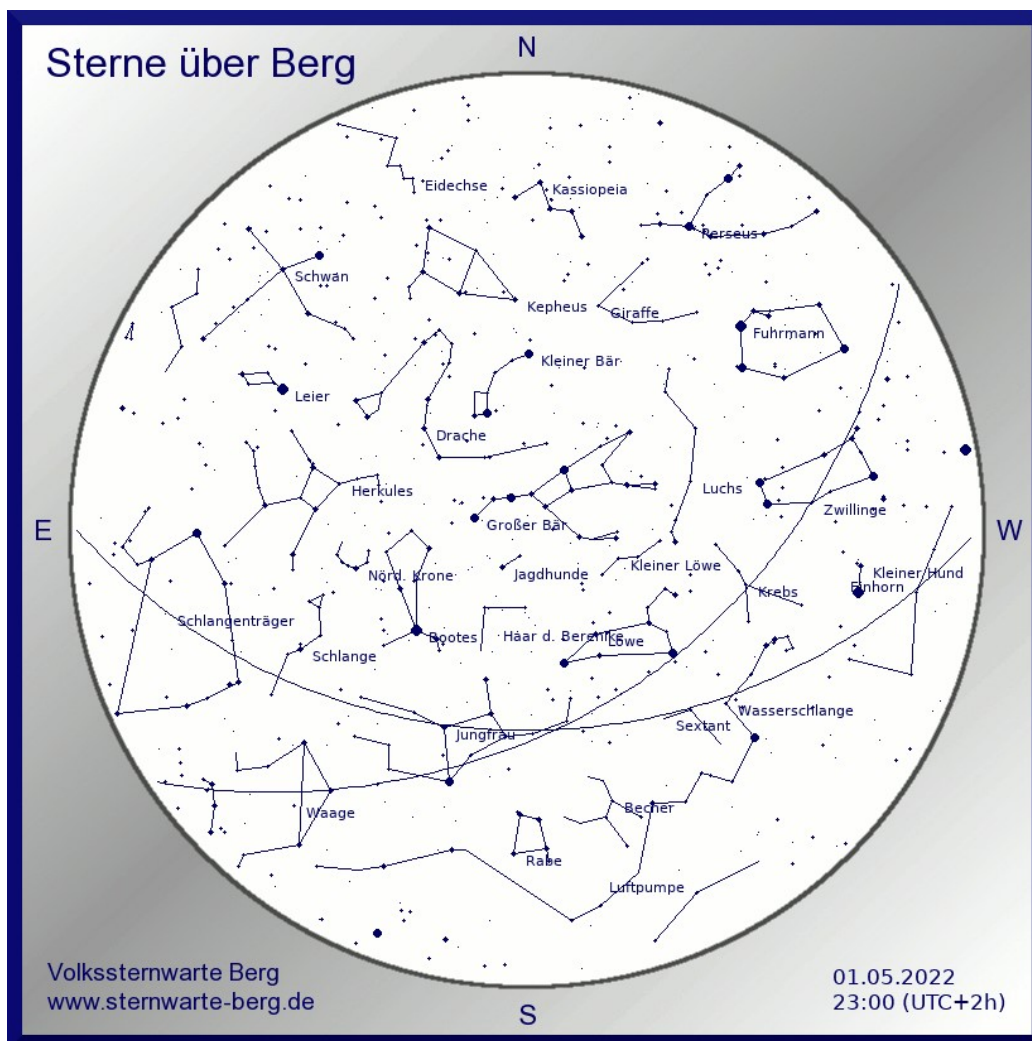 N
Sterne über Berg
Eidechse
Kassiopeia
Perseus
Schwan
Kepheus
Giraffe
Fuhrmann
Kleiner Bär
Leier
Drache
Herkules
Luchs
Zwillinge
Großer Bär
E
W
Nörd. Krone
Jagdhunde
Kleiner Löwe
Kleiner Hund
Einhorn
Krebs
Schlangenträger
Bootes
Haar d. Berenike
Löwe
Schlange
Wasserschlange
Sextant
Jungfrau
Waage
Becher
Rabe
Luftpumpe
Volkssternwarte Berg
www.sternwarte-berg.de
01.05.2022
23:00 (UTC+2h)
S